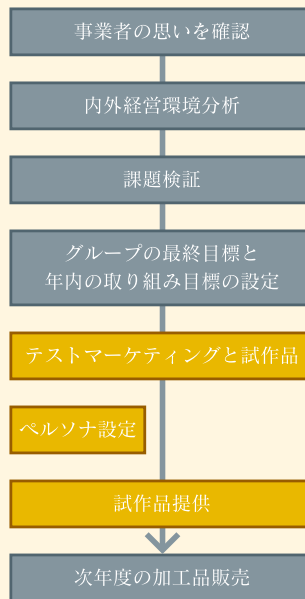 事業者の思いを確認
内外経営環境分析
課題検証
グループの最終目標と
年内の取り組み目標の設定
テストマーケティングと試作品
ペルソナ設定
試作品提供
次年度の加工品販売